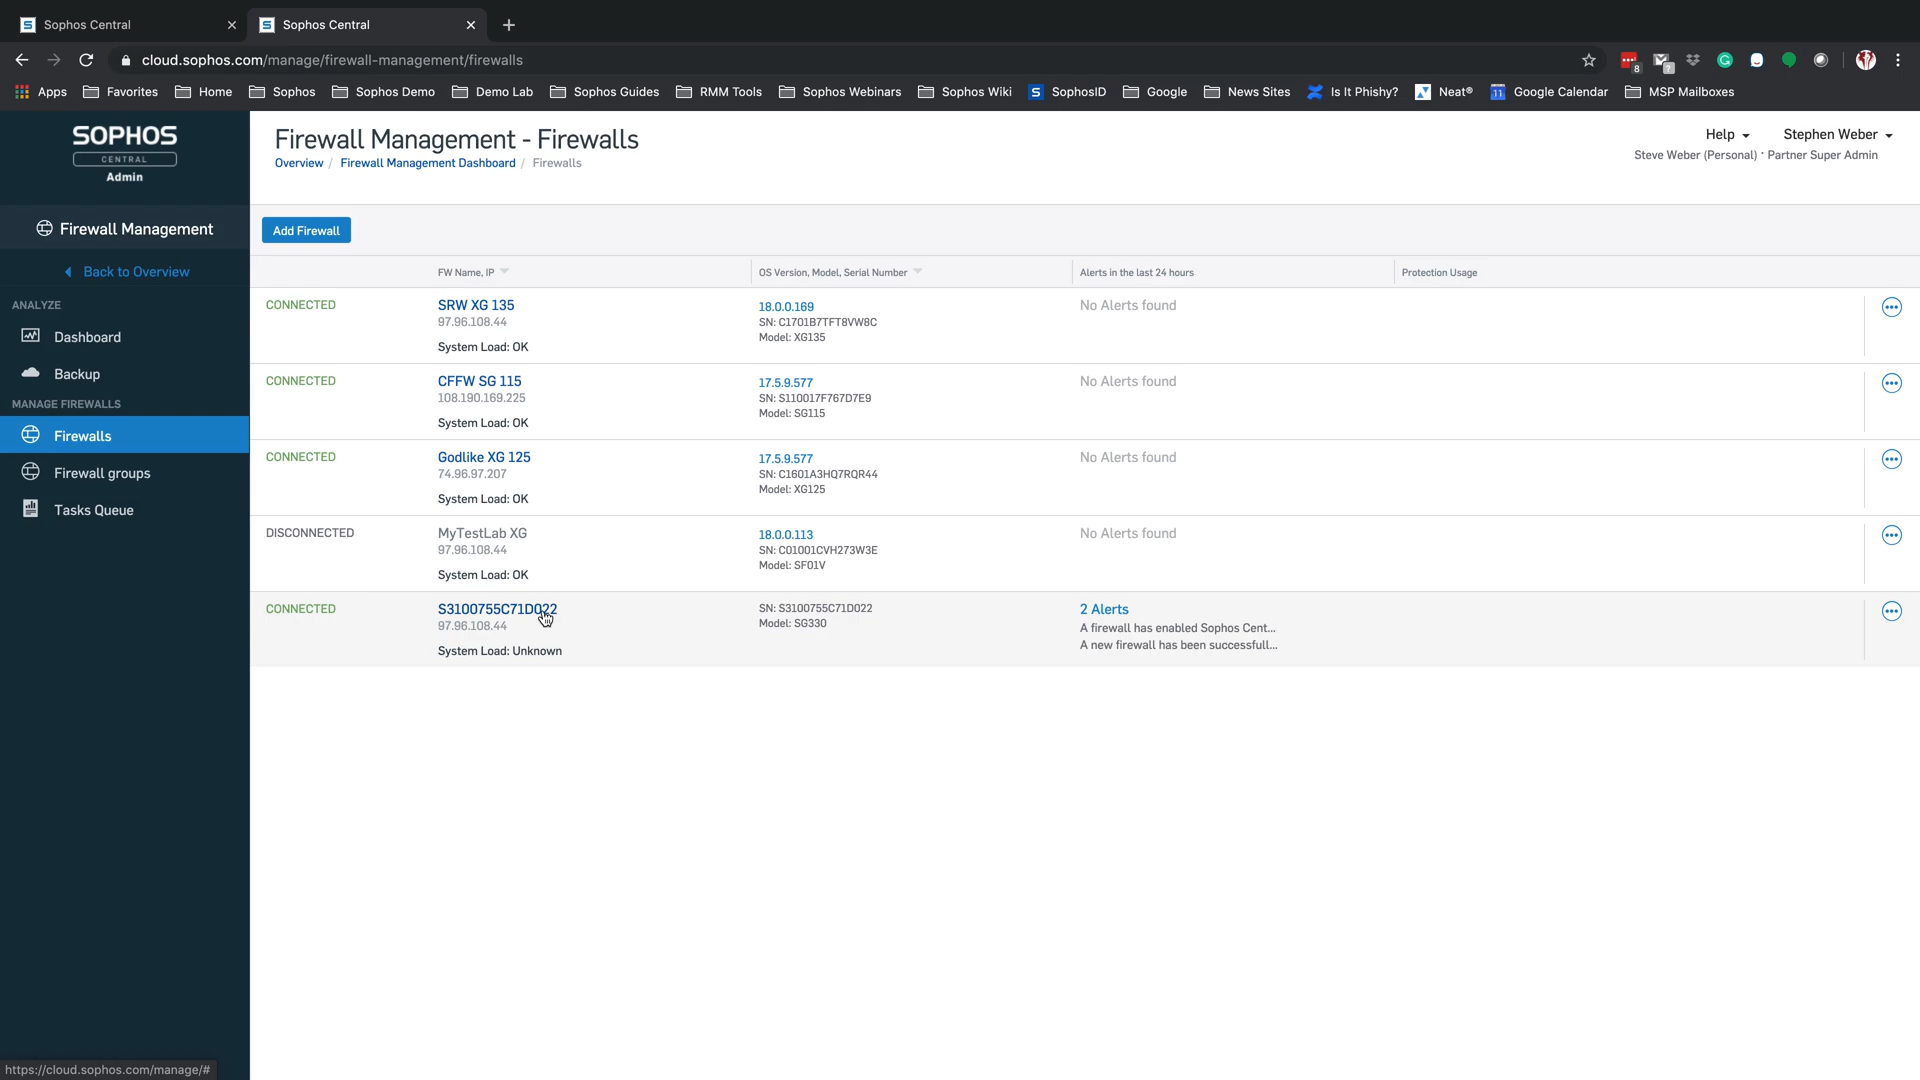 Sophos Central
Sophos Central
cloud.sophos.com/manage/firewall-management/firewalls
8
?
Apps Favorites Home Sophos Sophos Demo Demo Lab Sophos Guides RMM Tools Sophos Webinars Sophos Wiki SophosID Google News Sites Is It Phishy? Neat® Google Calendar MSP Mailboxes
SOPHOS
CENTRAL
Admin
Firewall Management
Back to Overview
ANALYZE
Dashboard
Backup
MANAGE FIREWALLS
Firewalls
Firewall groups
Tasks Queue
Firewall Management - Firewalls
Overview / Firewall Management Dashboard / Firewalls
Help Stephen Weber
Steve Weber (Personal) · Partner Super Admin
Add Firewall
FW Name, IP OS Version, Model, Serial Number Alerts in the last 24 hours Protection Usage
CONNECTED SRW XG 135 18.0.0.169 No Alerts found
97.96.108.44 SN: C1701B7TFT8VW8C
System Load: OK Model: XG135
CONNECTED CFFW SG 115 17.5.9.577 No Alerts found
108.190.169.225 SN: S110017F767D7E9
System Load: OK Model: SG115
CONNECTED Godlike XG 125 17.5.9.577 No Alerts found
74.96.97.207 SN: C1601A3HQ7RQR44
System Load: OK Model: XG125
DISCONNECTED MyTestLab XG 18.0.0.113 No Alerts found
97.96.108.44 SN: C01001CVH273W3E
System Load: OK Model: SF01V
CONNECTED S3100755C71D022 SN: S3100755C71D022 2 Alerts
97.96.108.44 Model: SG330 A firewall has enabled Sophos Cent...
System Load: Unknown A new firewall has been successfull...
https://cloud.sophos.com/manage/#